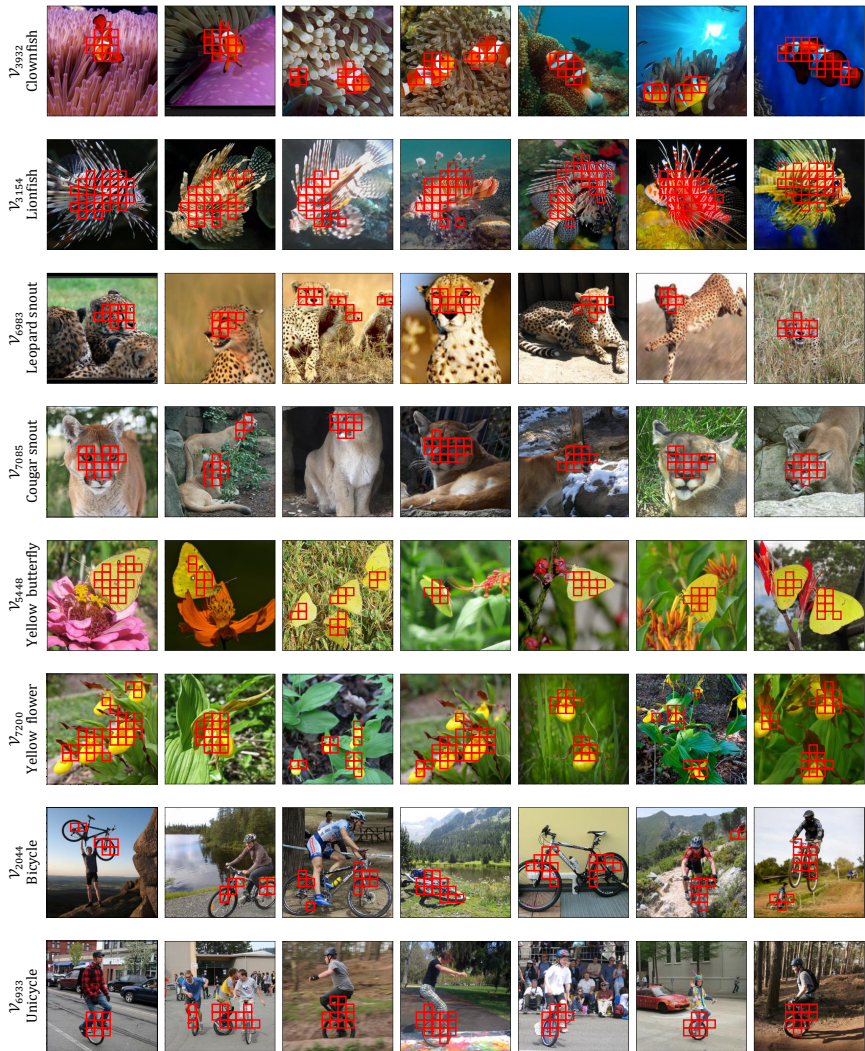 𝒱3932
Clownfish
𝒱3154
Lionfish
𝒱6983
Leopard snout
𝒱7085
Cougar snout
𝒱5448
Yellow butterfly
𝒱7200
Yellow flower
𝒱2044
Bicycle
𝒱6933
Unicycle